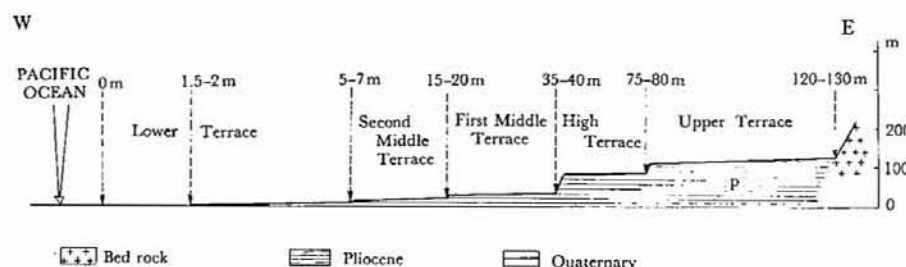 W
E
m
PACIFIC
OCEAN
0 m
1.5–2 m
5–7 m
15–20 m
35–40 m
75–80 m
120–130 m
Lower Terrace
Second
Middle
Terrace
First Middle
Terrace
High
Terrace
Upper Terrace
200
100
0
P
Bed rock
Pliocene
Quaternary